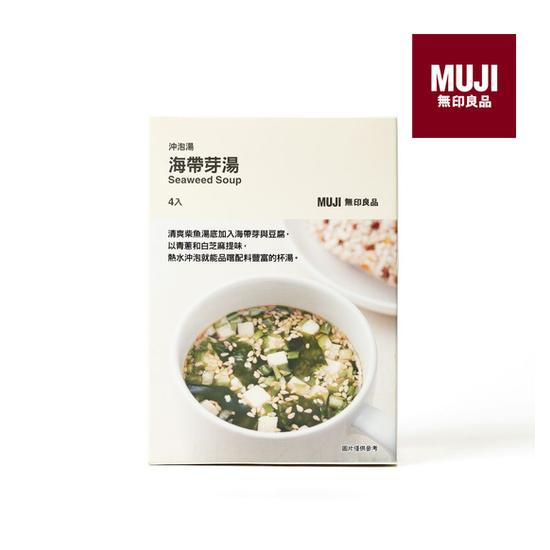 MUJI
無印良品
沖泡湯
海帶芽湯
Seaweed Soup
4入
MUJI 無印良品
清爽柴魚湯底加入海帶芽與豆腐，
以青蔥和白芝麻提味，
熱水沖泡就能品嚐配料豐富的杯湯。
圖片僅供參考